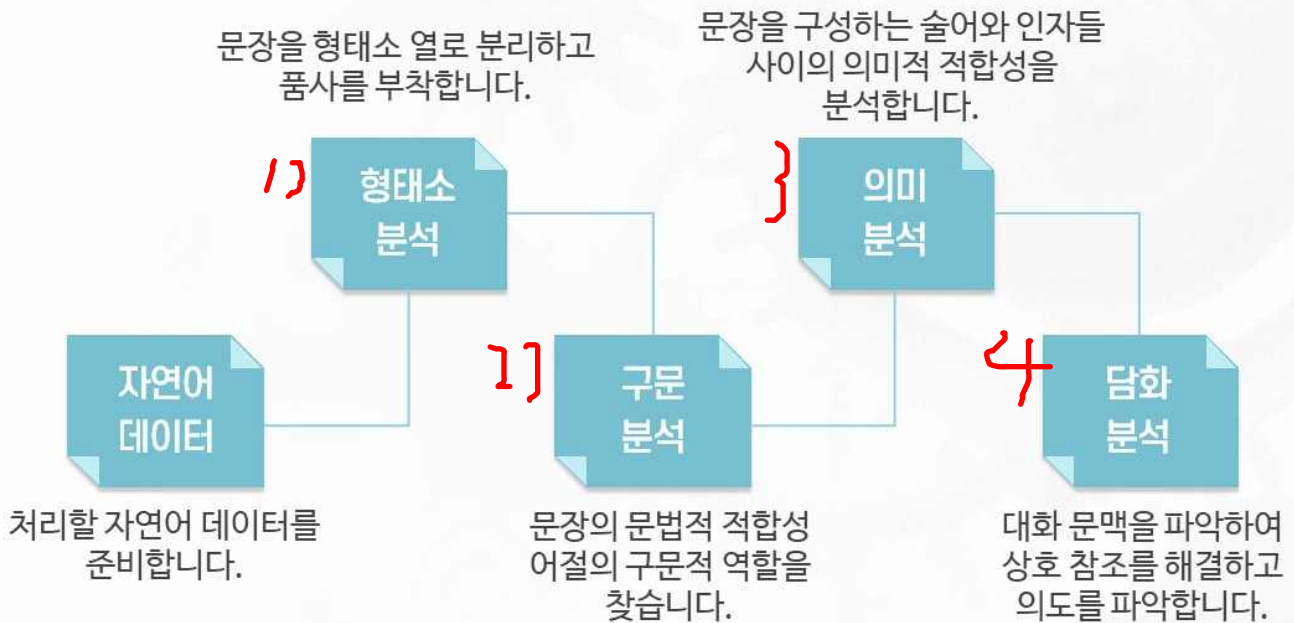 문장을 형태소 열로 분리하고
품사를 부착합니다.
1)
형태소
분석
문장을 구성하는 술어와 인자들
사이의 의미적 적합성을
분석합니다.
3
의미
분석
자연어
데이터
처리할 자연어 데이터를
준비합니다.
구문
분석
문장의 문법적 적합성
어절의 구문적 역할을
찾습니다.
4
담화
분석
대화 문맥을 파악하여
상호 참조를 해결하고
의도를 파악합니다.